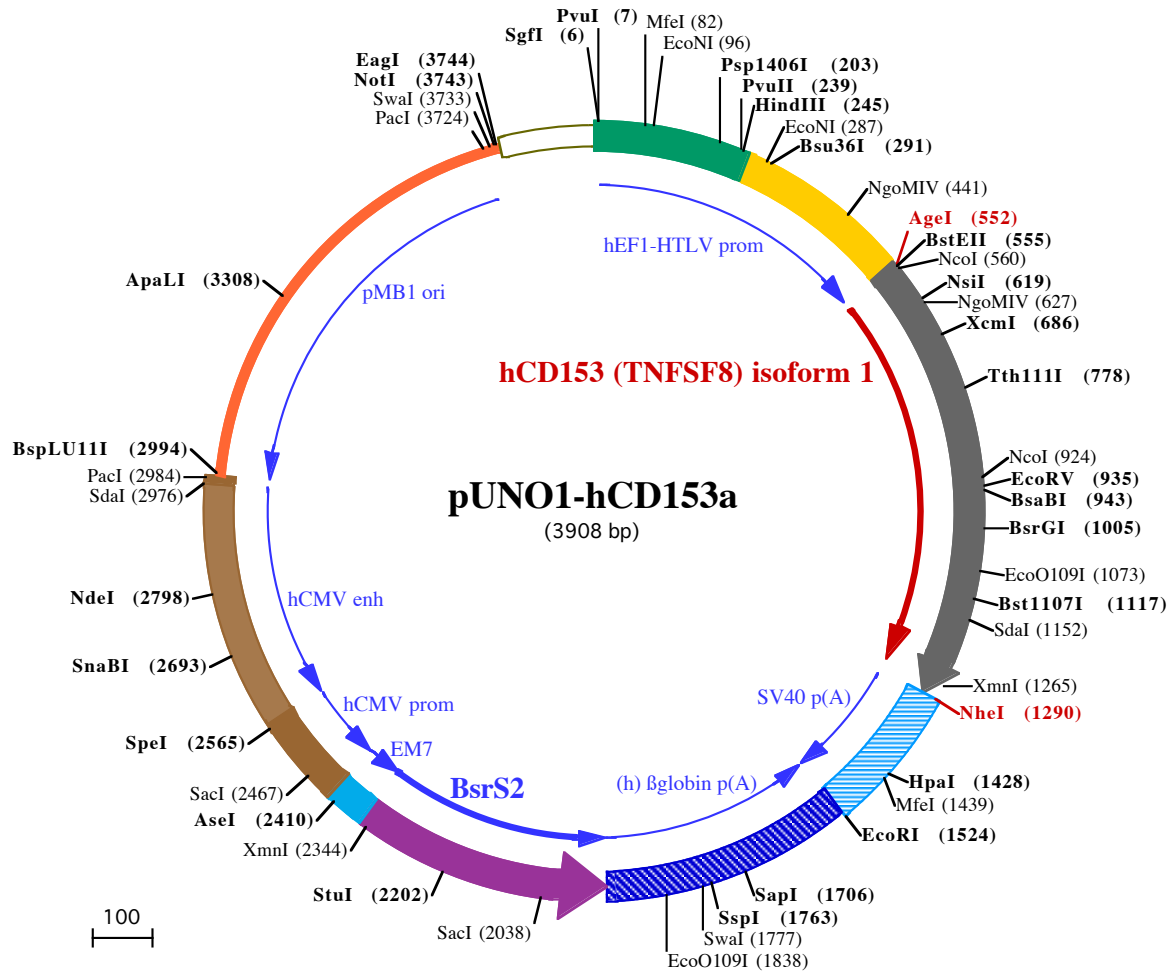 PvuI (7)
SgfI (6)
MfeI (82)
EcoNI (96)
Psp1406I (203)
PvuII (239)
HindIII (245)
EcoNI (287)
Bsu36I (291)
NgoMIV (441)
AgeI (552)
BstEII (555)
NcoI (560)
NsiI (619)
NgoMIV (627)
XcmI (686)
Tth111I (778)
NcoI (924)
EcoRV (935)
BsaBI (943)
BsrGI (1005)
EcoO109I (1073)
Bst1107I (1117)
SdaI (1152)
XmnI (1265)
NheI (1290)
HpaI (1428)
MfeI (1439)
EcoRI (1524)
SapI (1706)
SspI (1763)
SwaI (1777)
EcoO109I (1838)
SacI (2038)
StuI (2202)
XmnI (2344)
AseI (2410)
SacI (2467)
SpeI (2565)
SnaBI (2693)
NdeI (2798)
SdaI (2976)
PacI (2984)
BspLU11I (2994)
ApaLI (3308)
PacI (3724)
SwaI (3733)
NotI (3743)
EagI (3744)
hEF1-HTLV prom
pMB1 ori
hCD153 (TNFSF8) isoform 1
pUNO1-hCD153a
(3908 bp)
hCMV enh
hCMV prom
EM7
BsrS2
SV40 p(A)
(h) ßglobin p(A)
100